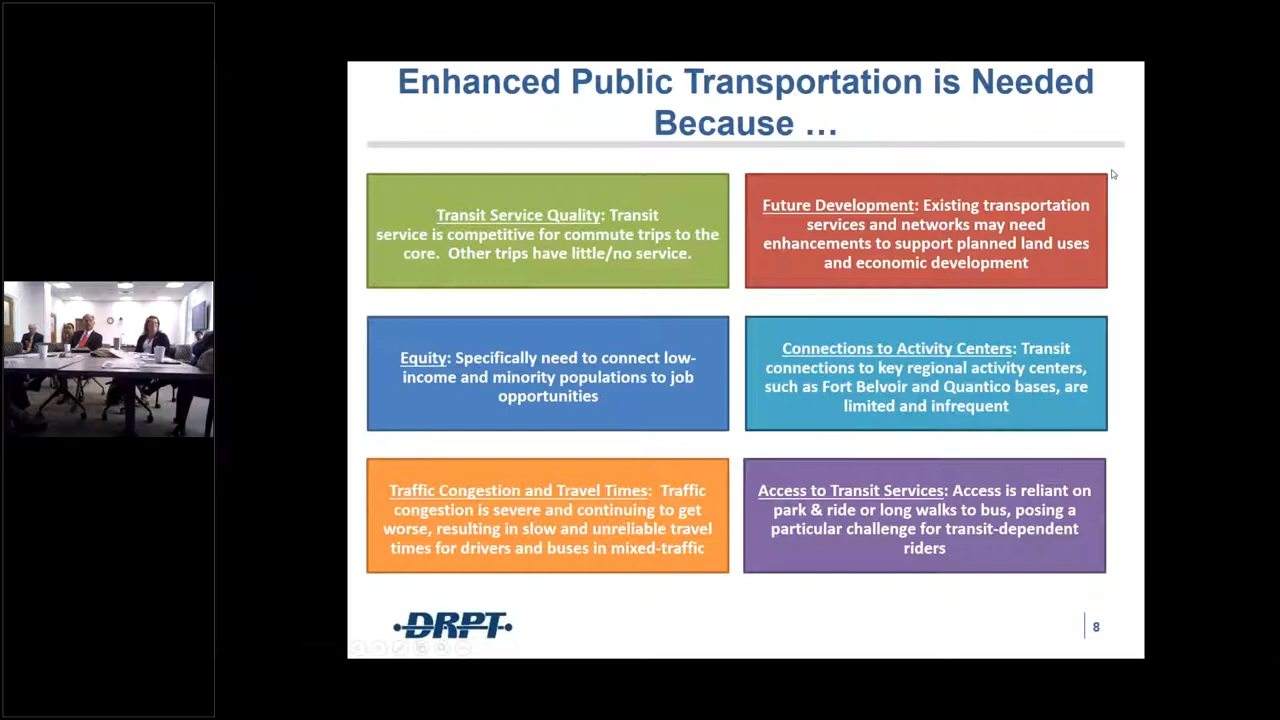 Enhanced Public Transportation is Needed
Because …
Transit Service Quality: Transit
service is competitive for commute trips to the
core. Other trips have little/no service.
Future Development: Existing transportation
services and networks may need
enhancements to support planned land uses
and economic development
Equity: Specifically need to connect low-
income and minority populations to job
opportunities
Connections to Activity Centers: Transit
connections to key regional activity centers,
such as Fort Belvoir and Quantico bases, are
limited and infrequent
Traffic Congestion and Travel Times: Traffic
congestion is severe and continuing to get
worse, resulting in slow and unreliable travel
times for drivers and buses in mixed-traffic
Access to Transit Services: Access is reliant on
park & ride or long walks to bus, posing a
particular challenge for transit-dependent
riders
DRPT
8